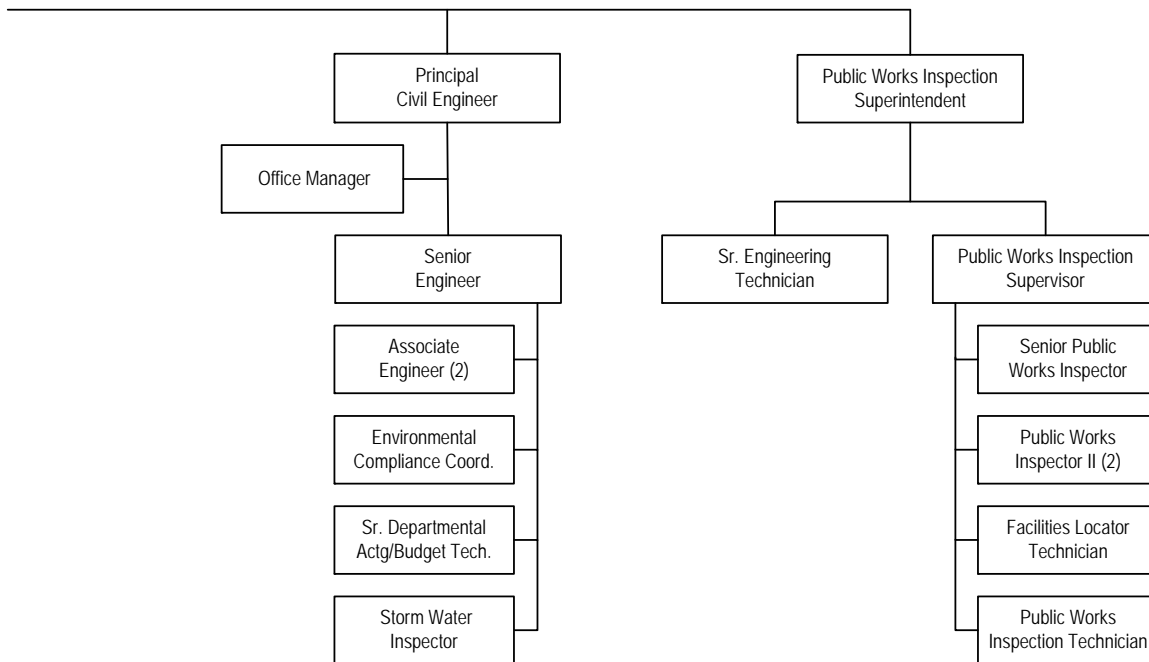 Principal
Civil Engineer
Public Works Inspection
Superintendent
Office Manager
Senior
Engineer
Sr. Engineering
Technician
Public Works Inspection
Supervisor
Associate
Engineer (2)
Senior Public
Works Inspector
Environmental
Compliance Coord.
Public Works
Inspector II (2)
Sr. Departmental
Actg/Budget Tech.
Facilities Locator
Technician
Storm Water
Inspector
Public Works
Inspection Technician